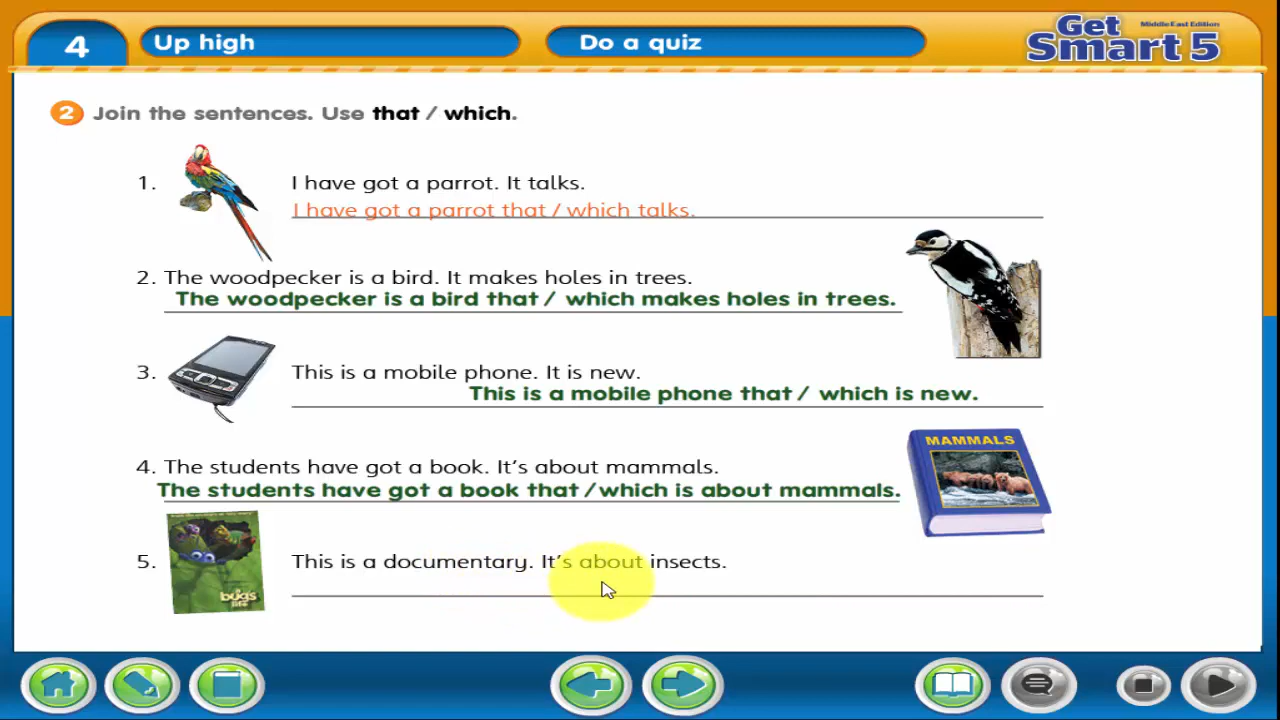 4
Up high
Do a quiz
Get
Middle East Edition
Smart 5
2 Join the sentences. Use that / which.
1. I have got a parrot. It talks.
I have got a parrot that / which talks.
2. The woodpecker is a bird. It makes holes in trees.
The woodpecker is a bird that / which makes holes in trees.
3. This is a mobile phone. It is new.
This is a mobile phone that / which is new.
MAMMALS
4. The students have got a book. It's about mammals.
The students have got a book that /which is about mammals.
5. This is a documentary. It's about insects.
bugs
life